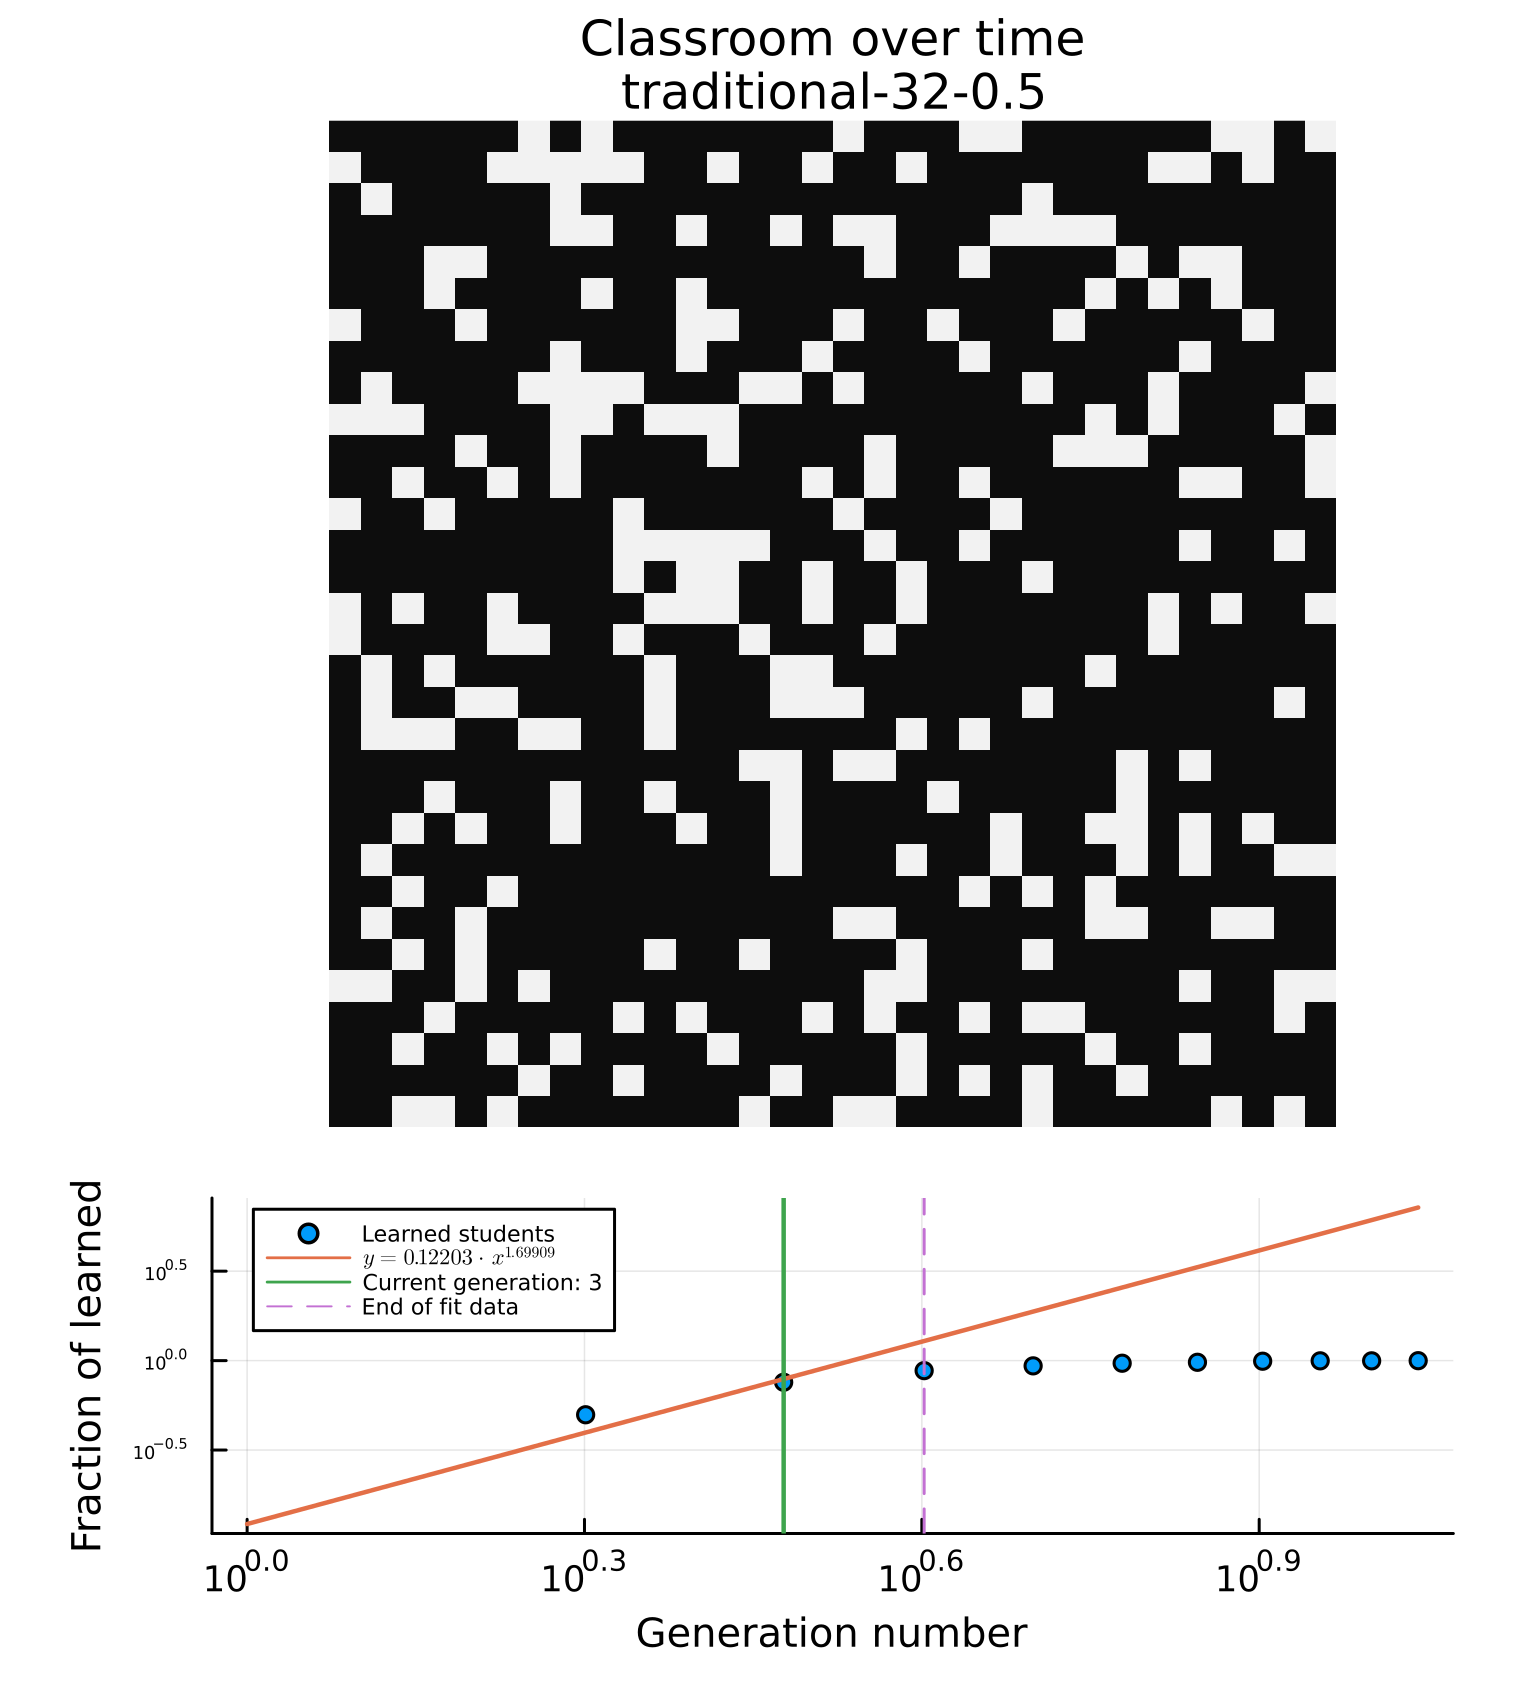 Classroom over time
traditional-32-0.5
Fraction of learned
10^0.5
10^0.0
10^−0.5
Learned students
y = 0.12203 · x^1.69909
Current generation: 3
End of fit data
10^0.0 10^0.3 10^0.6 10^0.9
Generation number